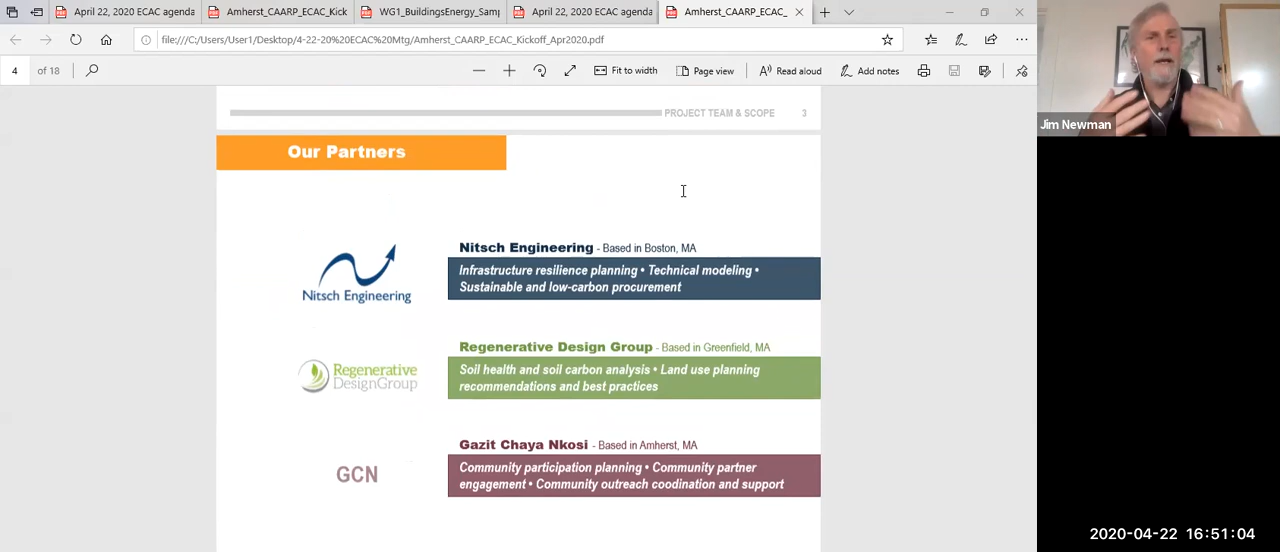 April 22, 2020 ECAC agenda
Amherst_CAARP_ECAC_Kick
WG1_BuildingsEnergy_Sam
April 22, 2020 ECAC agenda
Amherst_CAARP_ECAC_
file:///C:/Users/User1/Desktop/4-22-20%20ECAC%20Mtg/Amherst_CAARP_ECAC_Kickoff_Apr2020.pdf
4 of 18
Fit to width
Page view
Read aloud
Add notes
Jim Newman
PROJECT TEAM & SCOPE 3
Our Partners
Nitsch Engineering
Nitsch Engineering - Based in Boston, MA
Infrastructure resilience planning • Technical modeling •
Sustainable and low-carbon procurement
Regenerative
DesignGroup
Regenerative Design Group - Based in Greenfield, MA
Soil health and soil carbon analysis • Land use planning
recommendations and best practices
GCN
Gazit Chaya Nkosi - Based in Amherst, MA
Community participation planning • Community partner
engagement • Community outreach coodination and support
2020-04-22 16:51:04